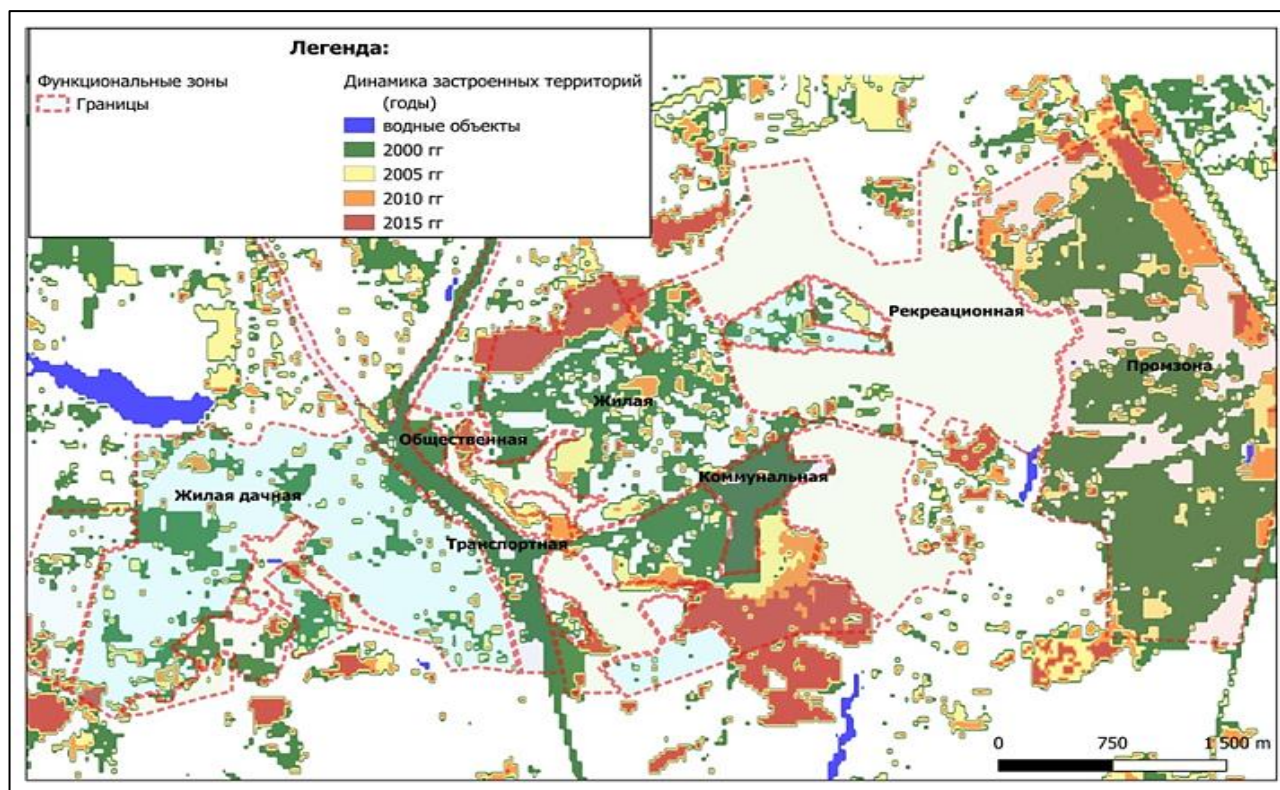 Легенда:
Функциональные зоны
Границы
Динамика застроенных территорий
(годы)
водные объекты
2000 гг
2005 гг
2010 гг
2015 гг
Рекреационная
Промзона
Жилая
Общественная
Коммунальная
Жилая дачная
Транспортная
0 750 1 500 m